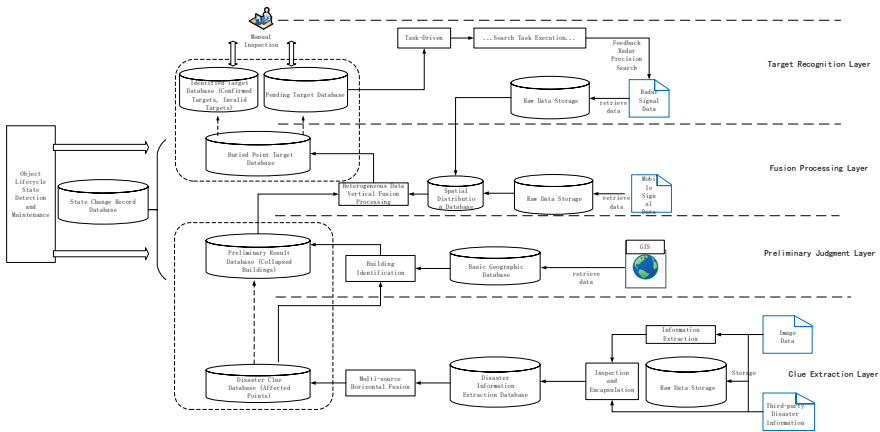 Manual
Inspection
Task-Driven
...Search Task Execution...
Feedback
Radar
Precision
Search
Target Recognition Layer
Identified Target
Database (Confirmed
Targets, Invalid
Targets)
Pending Target Database
Raw Data Storage
retrieve
data
Radar
Signal
Data
Buried Point Target
Database
Fusion Processing Layer
Object
Lifecycle
State
Detection
and
Maintenance
State Change Record
Database
Heterogeneous Data
Vertical Fusion
Processing
Spatial
Distributio
n Database
Raw Data Storage
retrieve
data
Mobi
le
Sign
al
Data
Preliminary Result
Database (Collapsed
Buildings)
Building
Identification
Basic Geographic
Database
retrieve
data
GIS
Preliminary Judgment Layer
Information
Extraction
Image
Data
Disaster Clue
Database (Affected
Points)
Multi-source
Horizontal Fusion
Disaster
Information
Extraction Database
Inspection
and
Encapsulation
Raw Data Storage
Storage
Clue Extraction Layer
Third-party
Disaster
Information